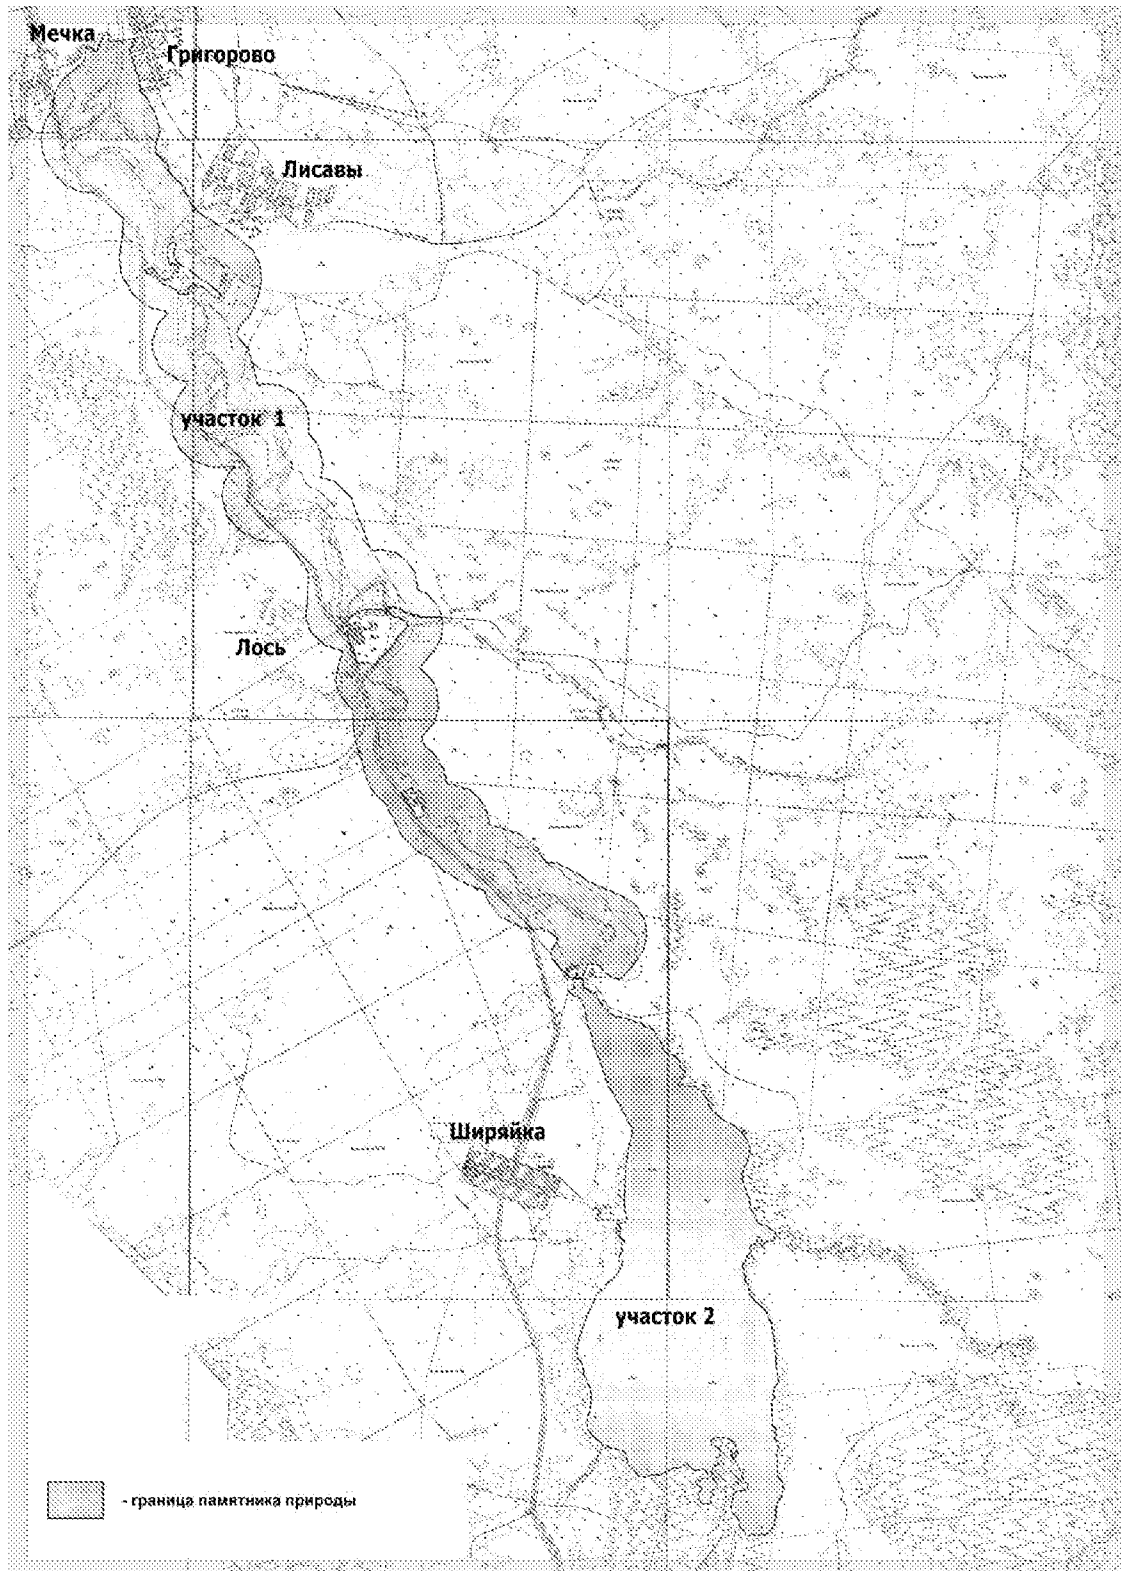 Мечка
Григорово
Лисавы
участок 1
Лось
Ширяйка
участок 2
- граница памятника природы